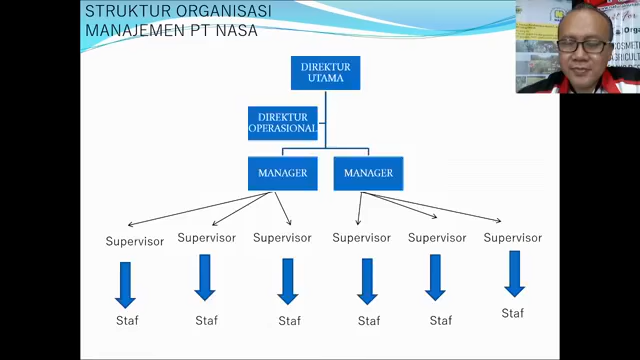 STRUKTUR ORGANISASI
MANAJEMEN PT NASA
DIREKTUR
UTAMA
DIREKTUR
OPERASIONAL
MANAGER MANAGER
Supervisor Supervisor Supervisor Supervisor Supervisor Supervisor
Staf Staf Staf Staf Staf Staf